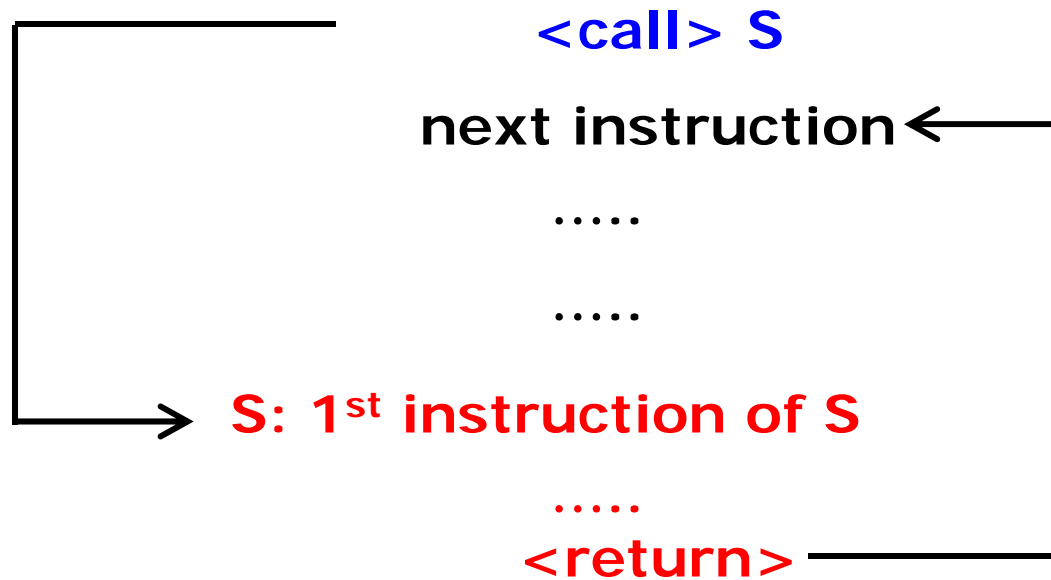 <call> S
next instruction
.....
.....
S: 1st instruction of S
.....
<return>